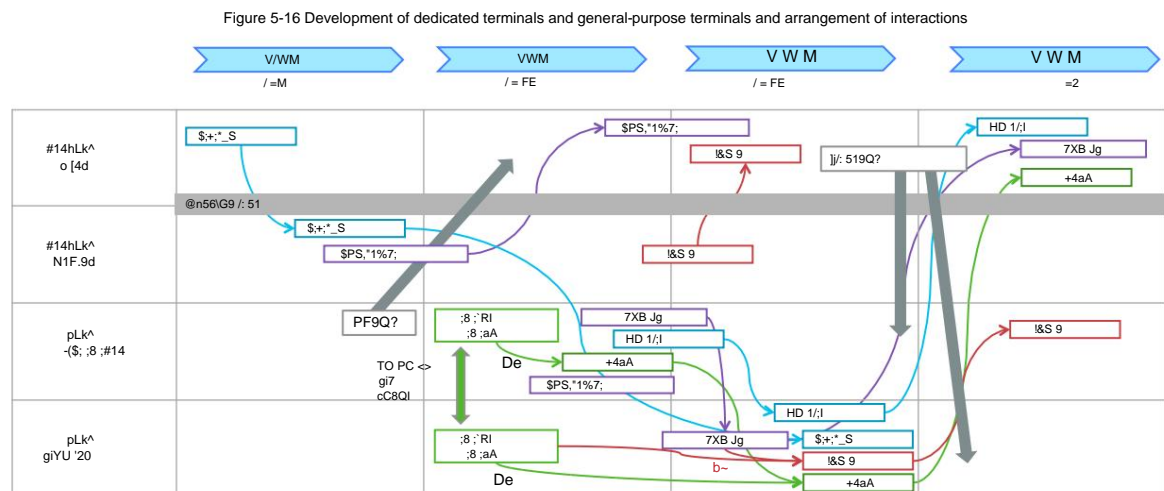 Figure 5-16 Development of dedicated terminals and general-purpose terminals and arrangement of interactions
V/WM
VWM
V W M
V W M
/ =M
/ = FE
/ = FE
=2
#14hLk^
o [4d
$;+;*_S
$PS,"1%7;
!&S 9
]j/: 519Q?
HD 1/;I
7XB Jg
+4aA
@n56\G9 /: 51
#14hLk^
N1F.9d
$;+;*_S
$PS,"1%7;
!&S 9
pLk^
-($; ;8 ;#14
PF9Q?
;8 ;`RI
;8 ;aA
7XB Jg
HD 1/;I
!&S 9
De
+4aA
TO PC <>
gi7
cC8QI
$PS,"1%7;
pLk^
giYU '20
;8 ;`RI
;8 ;aA
De
HD 1/;I
7XB Jg
$;+;*_S
b~
!&S 9
+4aA